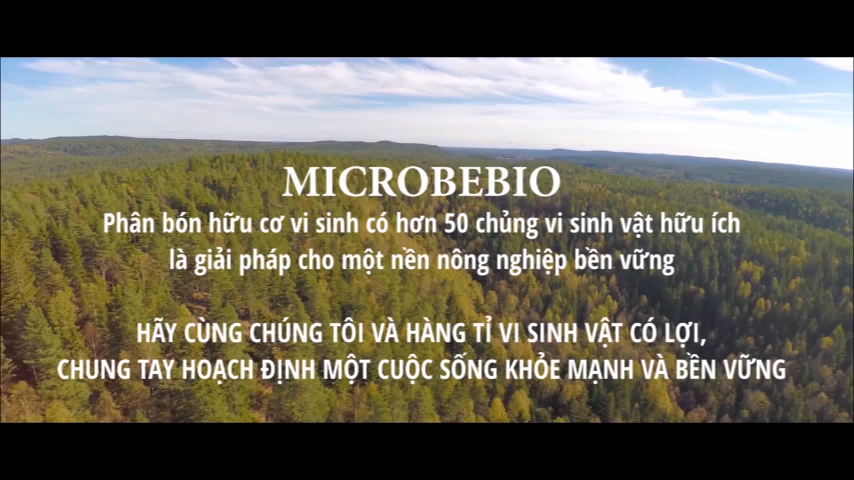 MICROBEBIO
Phân bón hữu cơ vi sinh có hơn 50 chủng vi sinh vật hữu ích
là giải pháp cho một nền nông nghiệp bền vững
HÃY CÙNG CHÚNG TÔI VÀ HÀNG TỈ VI SINH VẬT CÓ LỢI,
CHUNG TAY HOẠCH ĐỊNH MỘT CUỘC SỐNG KHỎE MẠNH VÀ BỀN VỮNG